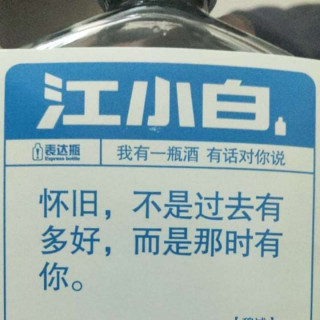 江小白
表达瓶
Express bottle
我有一瓶酒 有话对你说
怀旧，不是过去有
多好，而是那时有
你。